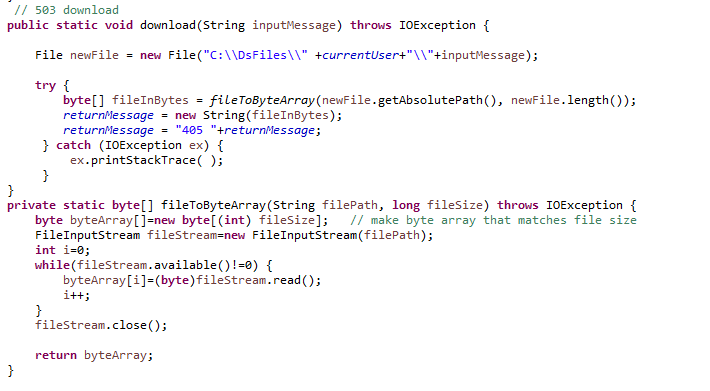 // 503 download
public static void download(String inputMessage) throws IOException {
File newFile = new File("C:\\DsFiles\\" +currentUser+"\\"+inputMessage);
try {
byte[] fileInBytes = fileToByteArray(newFile.getAbsolutePath(), newFile.length());
returnMessage = new String(fileInBytes);
returnMessage = "405 "+returnMessage;
} catch (IOException ex) {
ex.printStackTrace( );
}
}
private static byte[] fileToByteArray(String filePath, long fileSize) throws IOException {
byte byteArray[]=new byte[(int) fileSize];   // make byte array that matches file size
FileInputStream fileStream=new FileInputStream(filePath);
int i=0;
while(fileStream.available()!=0) {
byteArray[i]=(byte)fileStream.read();
i++;
}
fileStream.close();
return byteArray;
}